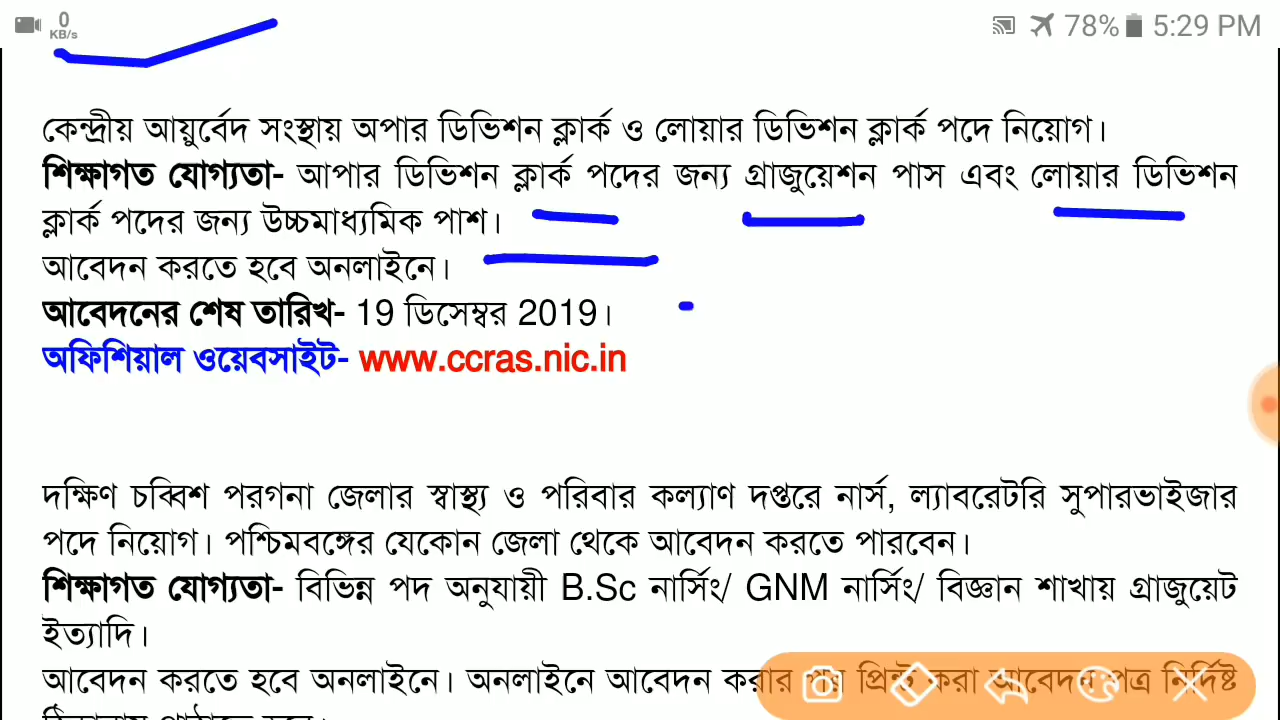 0
KB/s
78%
5:29 PM
কেন্দ্রীয় আয়ুর্বেদ সংস্থায় অপার ডিভিশন ক্লার্ক ও লোয়ার ডিভিশন ক্লার্ক পদে নিয়োগ।
শিক্ষাগত যোগ্যতা- আপার ডিভিশন ক্লার্ক পদের জন্য গ্রাজুয়েশন পাস এবং লোয়ার ডিভিশন
ক্লার্ক পদের জন্য উচ্চমাধ্যমিক পাশ।
আবেদন করতে হবে অনলাইনে।
আবেদনের শেষ তারিখ- 19 ডিসেম্বর 2019।
অফিশিয়াল ওয়েবসাইট- www.ccras.nic.in
দক্ষিণ চব্বিশ পরগনা জেলার স্বাস্থ্য ও পরিবার কল্যাণ দপ্তরে নার্স, ল্যাবরেটরি সুপারভাইজার
পদে নিয়োগ। পশ্চিমবঙ্গের যেকোন জেলা থেকে আবেদন করতে পারবেন।
শিক্ষাগত যোগ্যতা- বিভিন্ন পদ অনুযায়ী B.Sc নার্সিং/ GNM নার্সিং/ বিজ্ঞান শাখায় গ্রাজুয়েট
ইত্যাদি।
আবেদন করতে হবে অনলাইনে। অনলাইনে আবেদন করার পর প্রিন্ট করা আবেদন পত্র নির্দিষ্ট